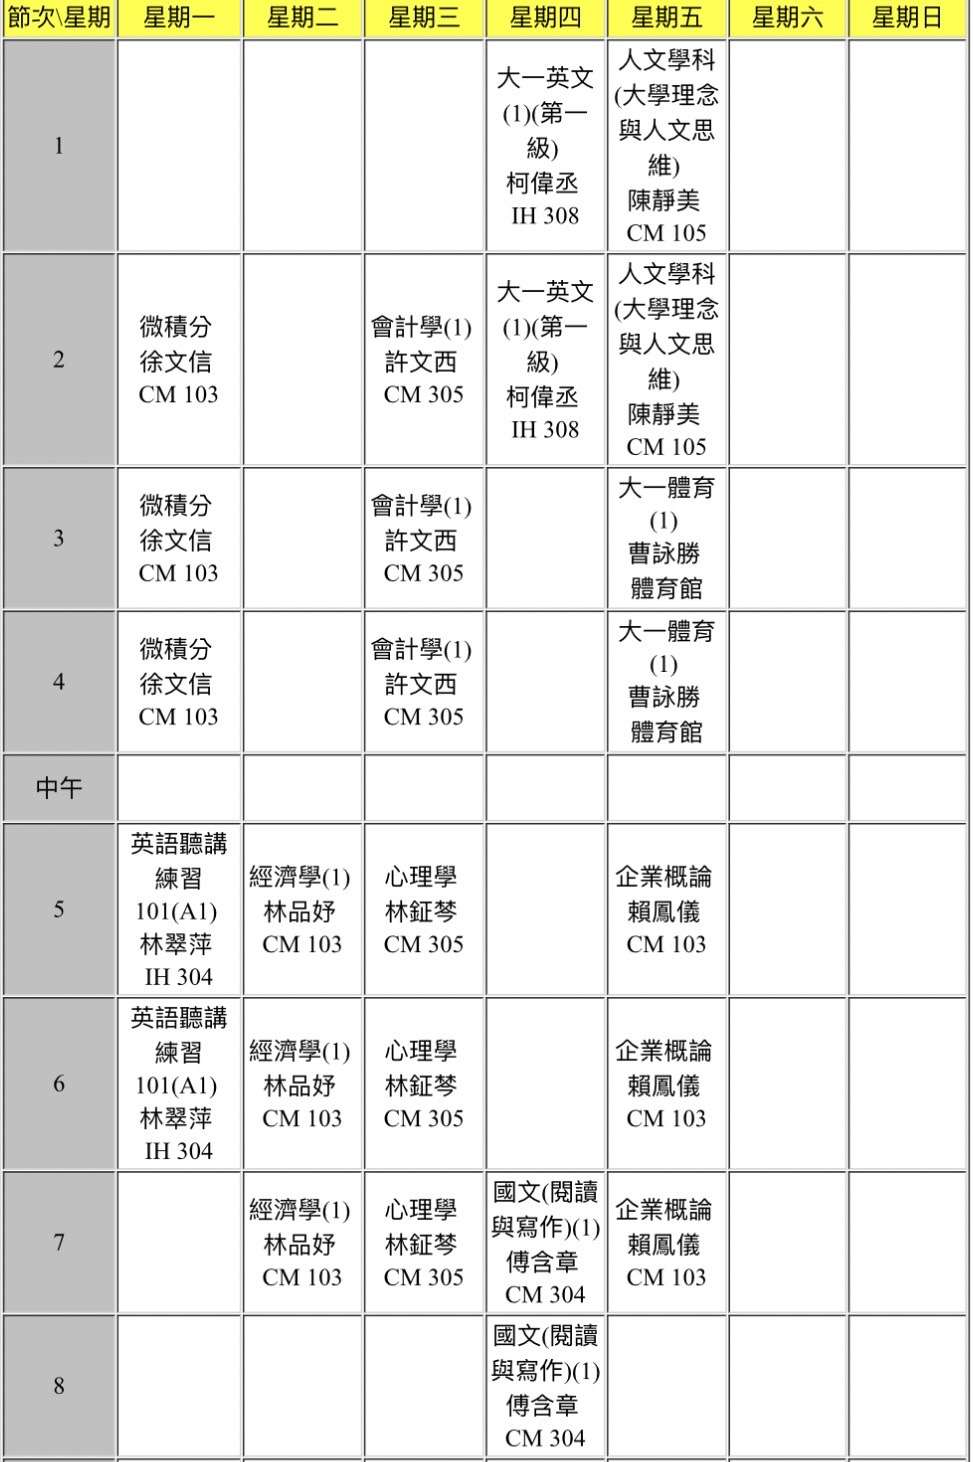 節次\星期 星期一 星期二 星期三 星期四 星期五 星期六 星期日
1
大一英文
(1)(第一
級)
柯偉丞
IH 308
人文學科
(大學理念
與人文思
維)
陳靜美
CM 105
2
微積分
徐文信
CM 103
會計學(1)
許文西
CM 305
大一英文
(1)(第一
級)
柯偉丞
IH 308
人文學科
(大學理念
與人文思
維)
陳靜美
CM 105
3
微積分
徐文信
CM 103
會計學(1)
許文西
CM 305
大一體育
(1)
曹詠勝
體育館
4
微積分
徐文信
CM 103
會計學(1)
許文西
CM 305
大一體育
(1)
曹詠勝
體育館
中午
5
英語聽講
練習
101(A1)
林翠萍
IH 304
經濟學(1)
林品妤
CM 103
心理學
林鉦棽
CM 305
企業概論
賴鳳儀
CM 103
6
英語聽講
練習
101(A1)
林翠萍
IH 304
經濟學(1)
林品妤
CM 103
心理學
林鉦棽
CM 305
企業概論
賴鳳儀
CM 103
7
經濟學(1)
林品妤
CM 103
心理學
林鉦棽
CM 305
國文(閱讀
與寫作)(1)
傅含章
CM 304
企業概論
賴鳳儀
CM 103
8
國文(閱讀
與寫作)(1)
傅含章
CM 304